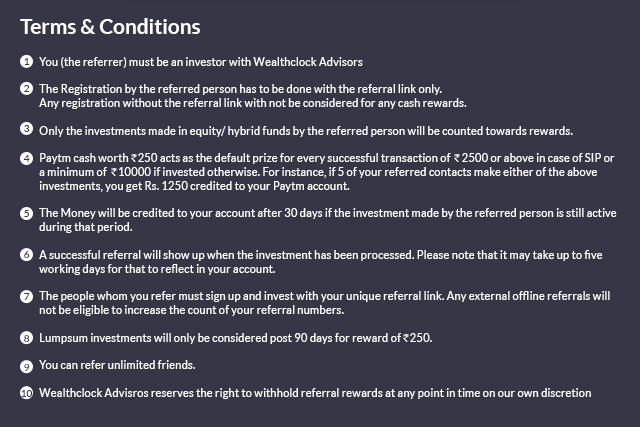 Terms & Conditions
1 You (the referrer) must be an investor with Wealthclock Advisors
2 The Registration by the referred person has to be done with the referral link only.
Any registration without the referral link with not be considered for any cash rewards.
3 Only the investments made in equity/ hybrid funds by the referred person will be counted towards rewards.
4 Paytm cash worth ₹250 acts as the default prize for every successful transaction of ₹2500 or above in case of SIP or
a minimum of ₹10000 if invested otherwise. For instance, if 5 of your referred contacts make either of the above
investments, you get Rs. 1250 credited to your Paytm account.
5 The Money will be credited to your account after 30 days if the investment made by the referred person is still active
during that period.
6 A successful referral will show up when the investment has been processed. Please note that it may take up to five
working days for that to reflect in your account.
7 The people whom you refer must sign up and invest with your unique referral link. Any external offline referrals will
not be eligible to increase the count of your referral numbers.
8 Lumpsum investments will only be considered post 90 days for reward of ₹250.
9 You can refer unlimited friends.
10 Wealthclock Advisros reserves the right to withhold referral rewards at any point in time on our own discretion